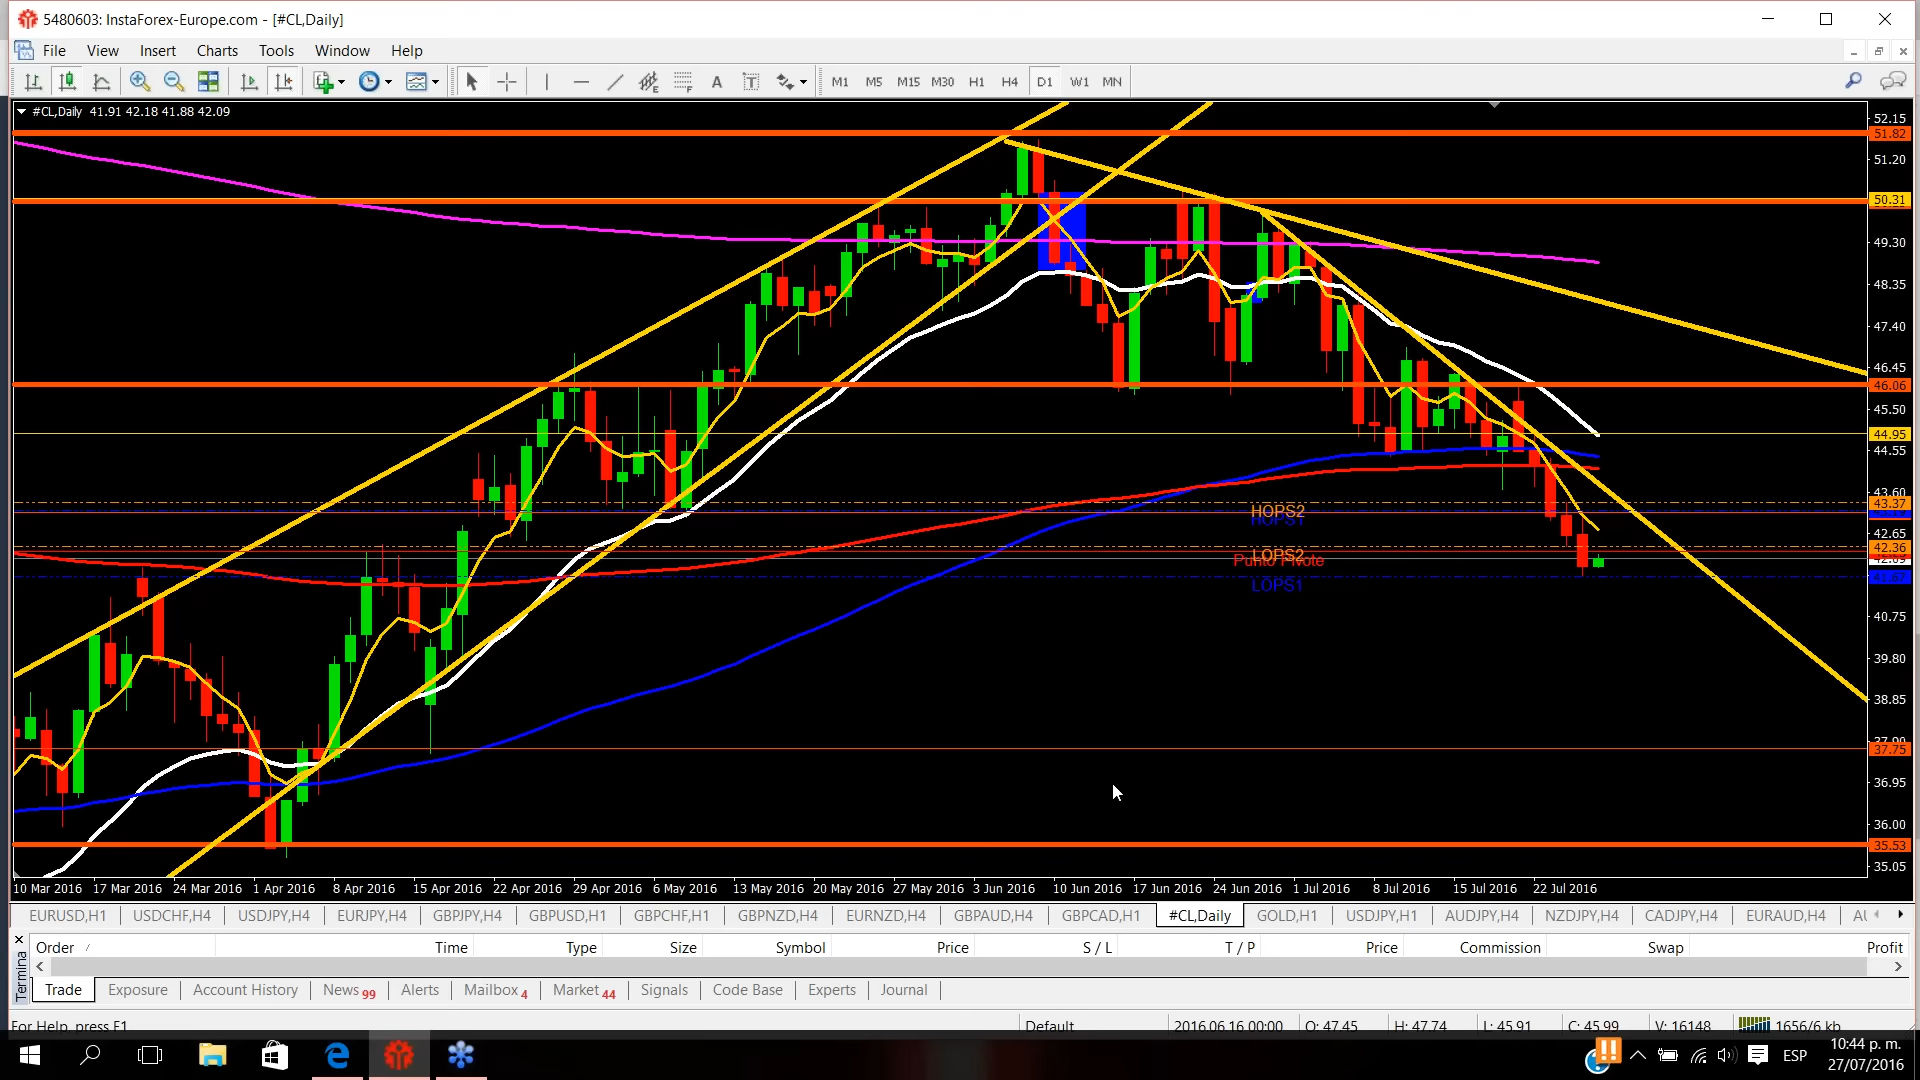 5480603: InstaForex-Europe.com - [#CL,Daily]
File View Insert Charts Tools Window Help
A T M1 M5 M15 M30 H1 H4 D1 W1 MN
#CL,Daily 41.91 42.18 41.88 42.09
52.15
51.82
51.20
50.31
49.30
48.35
47.40
46.45
46.06
45.50
44.95
44.55
43.60
43.37
HOPS2
HOPS1
42.65
42.36
LOPS2
Punto Pivote
42.09
41.67
LOPS1
40.75
39.80
38.85
37.75
36.95
36.00
35.53
35.05
10 Mar 2016 17 Mar 2016 24 Mar 2016 1 Apr 2016 8 Apr 2016 15 Apr 2016 22 Apr 2016 29 Apr 2016 6 May 2016 13 May 2016 20 May 2016 27 May 2016 3 Jun 2016 10 Jun 2016 17 Jun 2016 24 Jun 2016 1 Jul 2016 8 Jul 2016 15 Jul 2016 22 Jul 2016
EURUSD,H1 USDCHF,H4 USDJPY,H4 EURJPY,H4 GBPJPY,H4 GBPUSD,H1 GBPCHF,H1 GBPNZD,H4 EURNZD,H4 GBPAUD,H4 GBPCAD,H1 #CL,Daily GOLD,H1 USDJPY,H1 AUDJPY,H4 NZDJPY,H4 CADJPY,H4 EURAUD,H4
Order Time Type Size Symbol Price S / L T / P Price Commission Swap Profit
Termina
Trade Exposure Account History News 99 Alerts Mailbox 4 Market 44 Signals Code Base Experts Journal
For Help, press F1 Default 2016.06.16 00:00 O: 47.45 H: 47.74 L: 45.91 C: 45.99 V: 16148 1656/6 kb
ESP
10:44 p. m.
27/07/2016